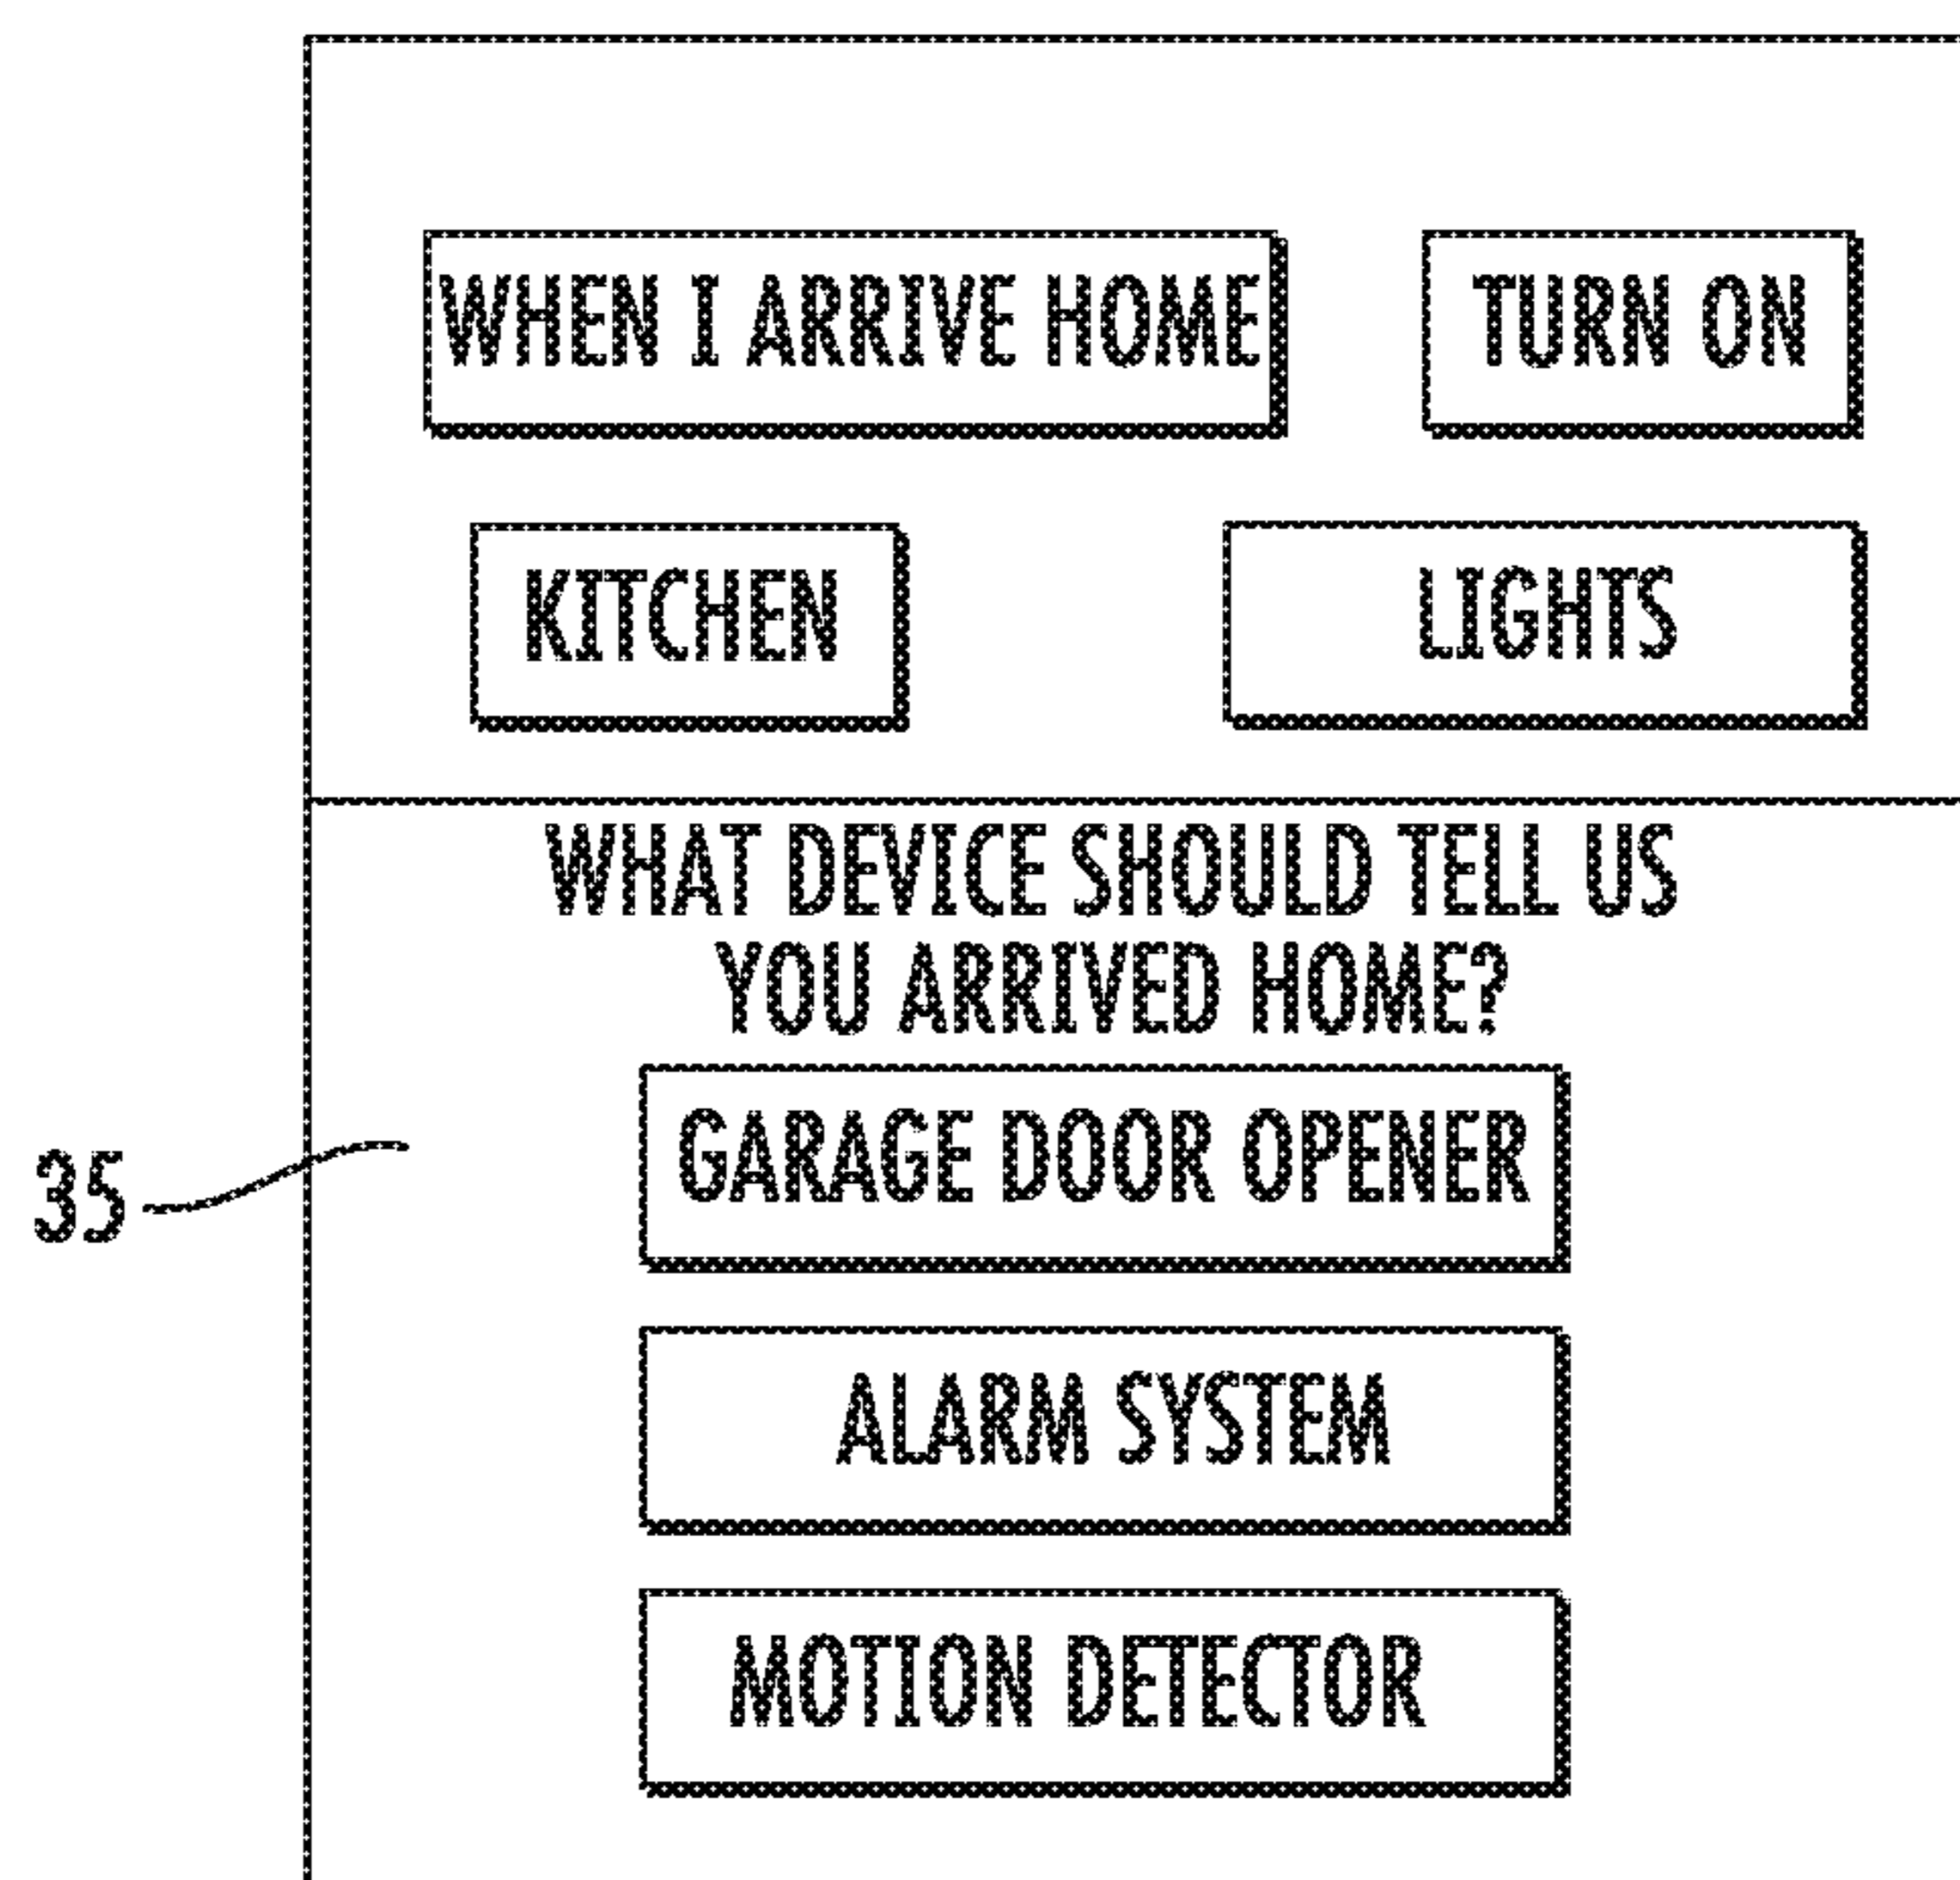 WHEN I ARRIVE HOME TURN ON
KITCHEN LIGHTS
WHAT DEVICE SHOULD TELL US
YOU ARRIVED HOME?
GARAGE DOOR OPENER
35
ALARM SYSTEM
MOTION DETECTOR